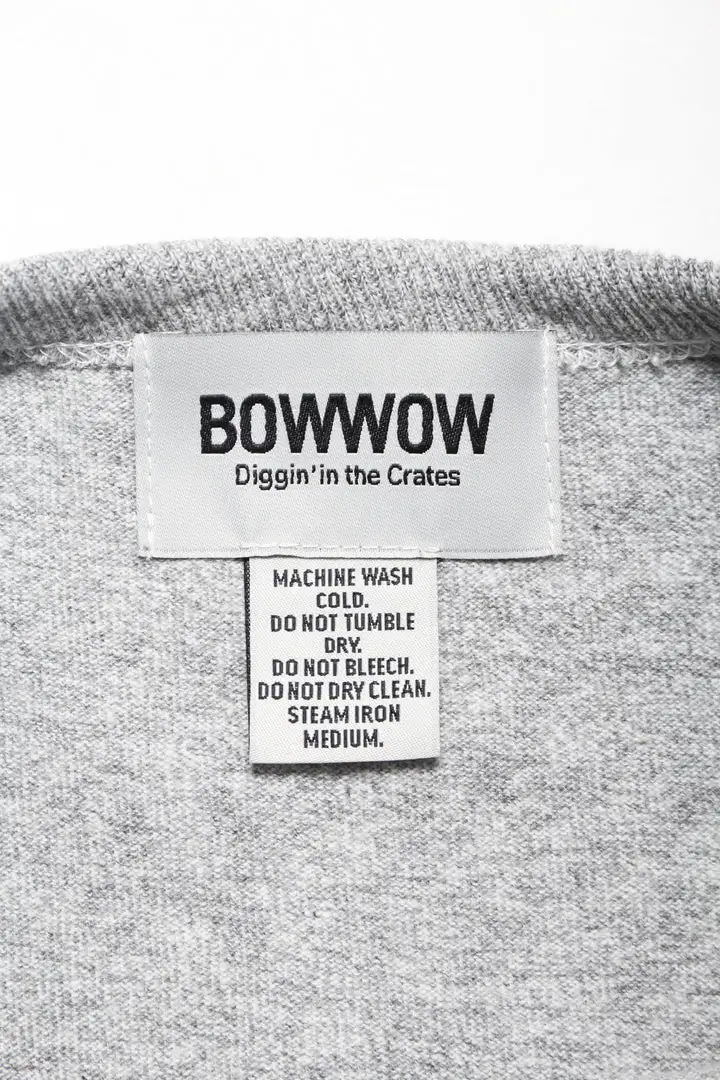 BOWWOW
Diggin' in the Crates
MACHINE WASH
COLD.
DO NOT TUMBLE
DRY.
DO NOT BLEECH.
DO NOT DRY CLEAN.
STEAM IRON
MEDIUM.